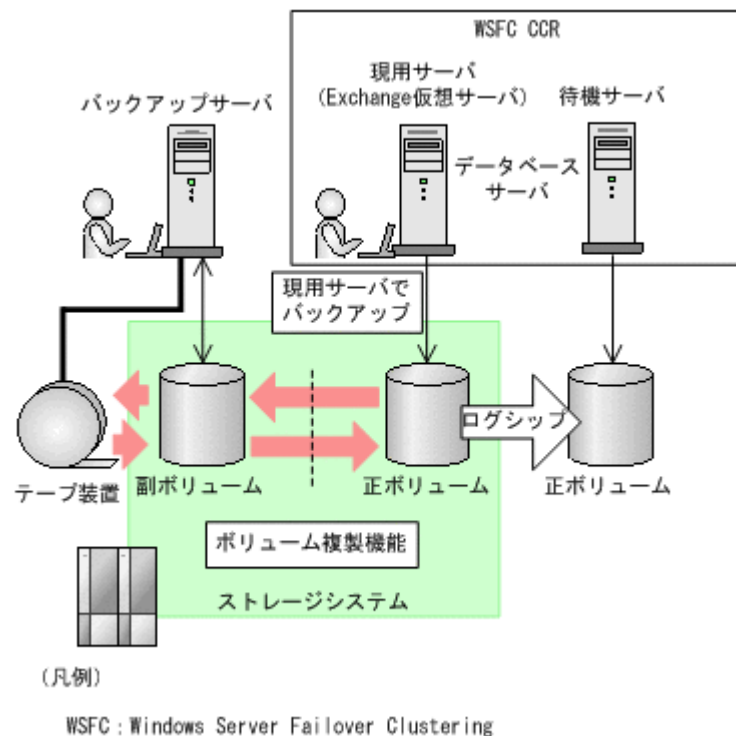 WSFC CCR
現用サーバ
(Exchange仮想サーバ)
待機サーバ
バックアップサーバ
データベース
サーバ
現用サーバで
バックアップ
ログシップ
テープ装置
副ボリューム
正ボリューム
正ボリューム
ボリューム複製機能
ストレージシステム
(凡例)
WSFC：Windows Server Failover Clustering